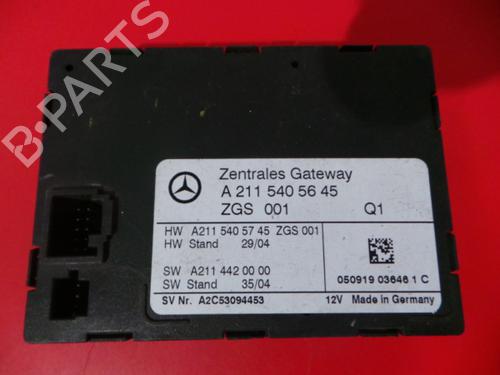 B-PARTS
Zentrales Gateway
A 211 540 56 45
ZGS 001 Q1
HW A211 540 57 45 ZGS 001
HW Stand 29/04
SW A211 442 00 00
SW Stand 35/04
050919 03646 1 C
SV Nr. A2C53094453 12V Made in Germany